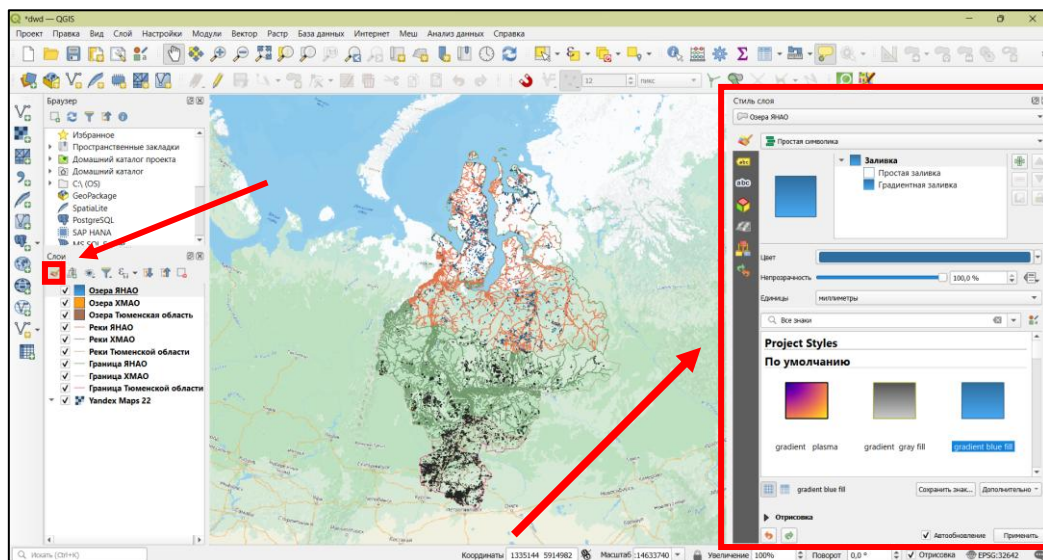 *dwd — QGIS
Проект Правка Вид Слой Настройки Модули Вектор Растр База данных Интернет Меш Анализ данных Справка
12
пикс
Браузер
Избранное
Пространственные закладки
Домашний каталог проекта
Домашний каталог
C:\ (OS)
GeoPackage
SpatiaLite
PostgreSQL
SAP HANA
Слои
Озера ЯНАО
Озера ХМАО
Озера Тюменская область
Реки ЯНАО
Реки ХМАО
Реки Тюменской области
Граница ЯНАО
Граница ХМАО
Граница Тюменской области
Yandex Maps 22
Стиль слоя
Озера ЯНАО
Простая символика
Заливка
Простая заливка
Градиентная заливка
Цвет
Непрозрачность 100,0 %
Единицы миллиметры
Все знаки
Project Styles
По умолчанию
gradient plasma gradient gray fill gradient blue fill
gradient blue fill Сохранить знак... Дополнительно
Отрисовка
Автообновление Применить
Искать (Ctrl+K) Координаты 1335144 5914982 Масштаб :14633740 Увеличение 100% Поворот 0,0 ° Отрисовка EPSG:32642